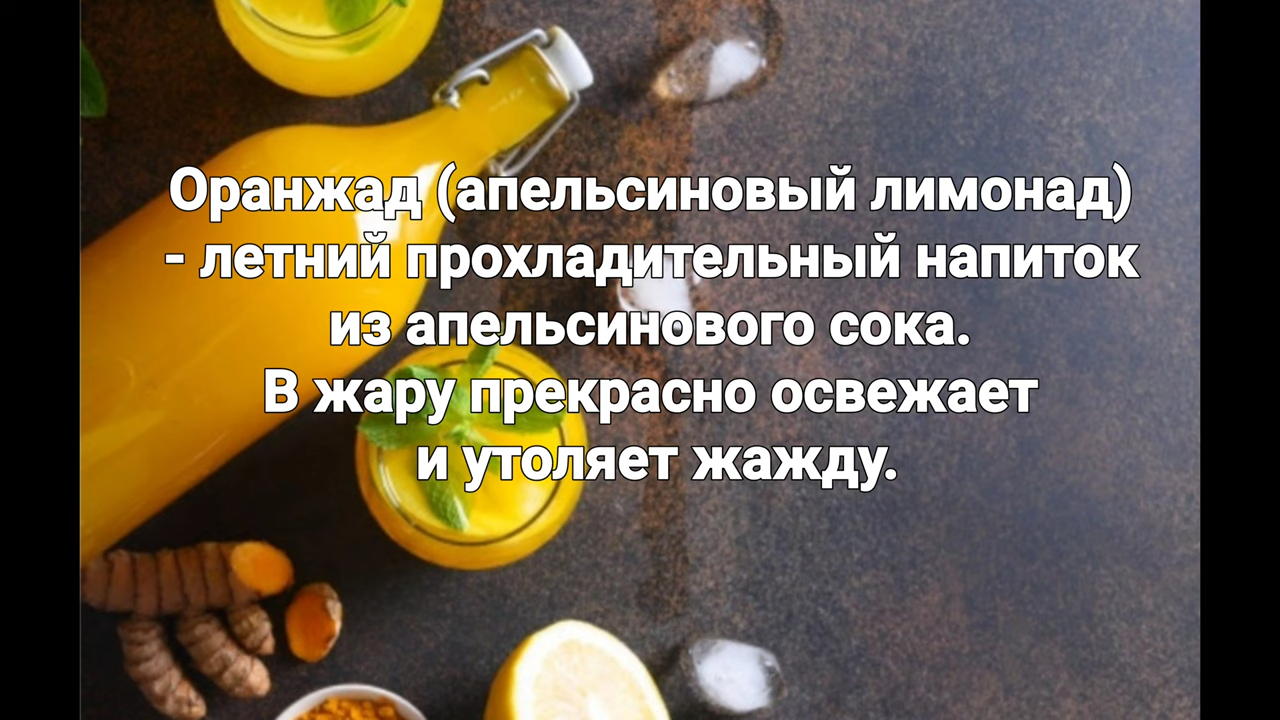 Оранжад (апельсиновый лимонад)
- летний прохладительный напиток
из апельсинового сока.
В жару прекрасно освежает
и утоляет жажду.